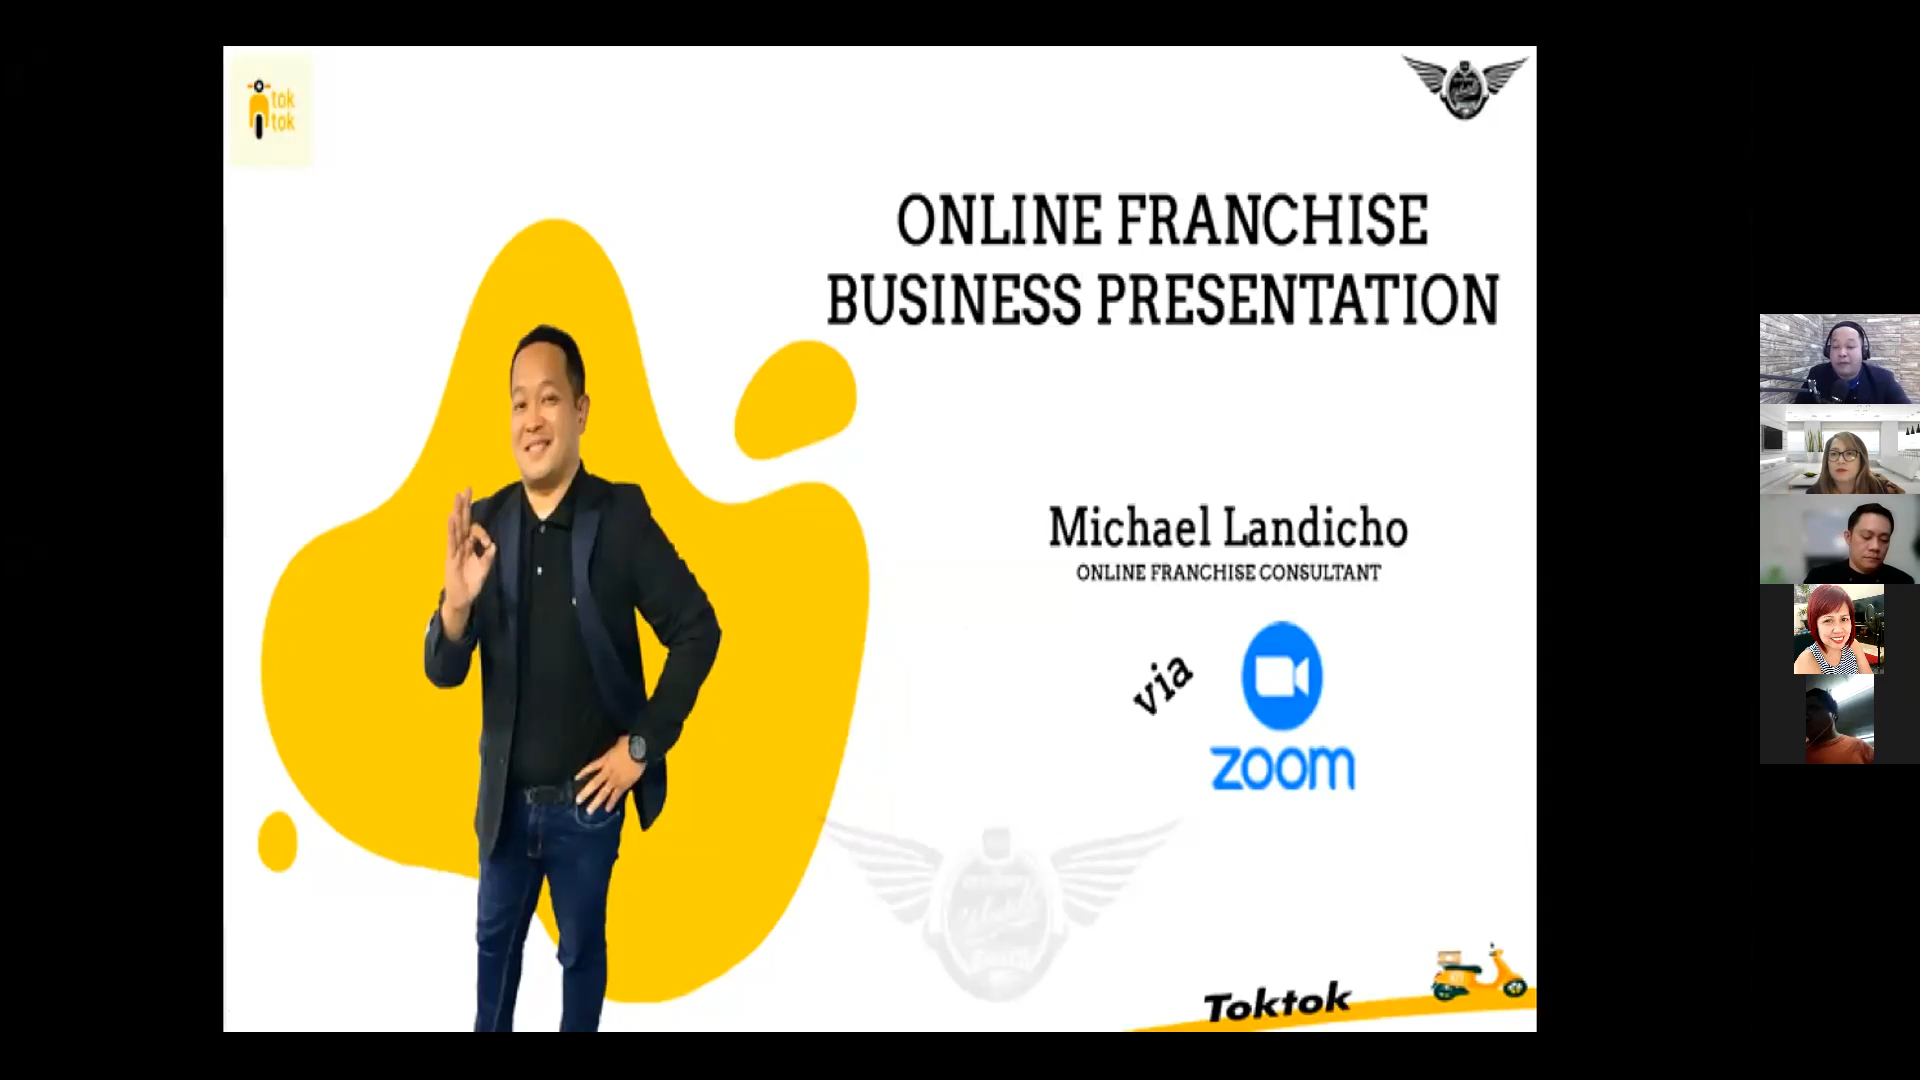 tok
tok
ONLINE FRANCHISE
BUSINESS PRESENTATION
Michael Landicho
ONLINE FRANCHISE CONSULTANT
via
zoom
Toktok